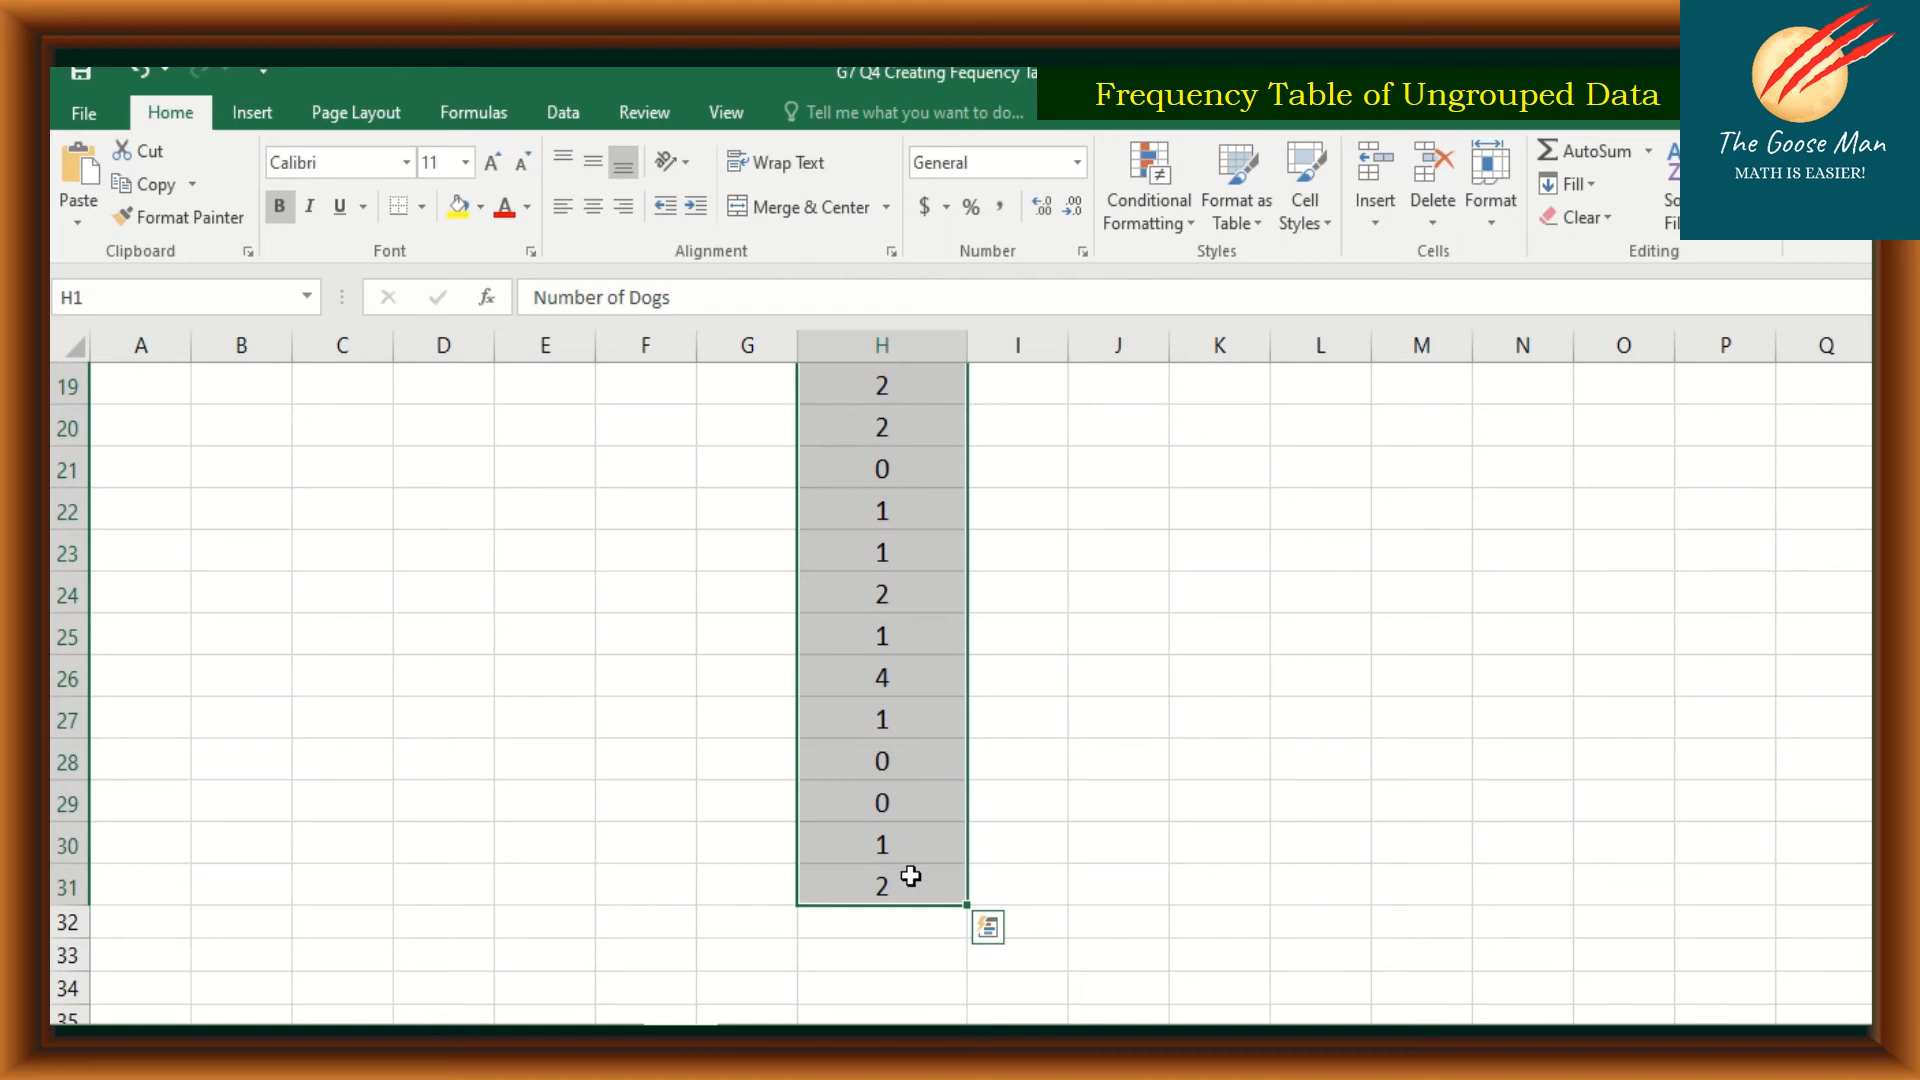 G7 Q4 Creating Fequency Ta
Frequency Table of Ungrouped Data
The Goose Man
MATH IS EASIER!
File Home Insert Page Layout Formulas Data Review View Tell me what you want to do...
Cut
Copy
Format Painter
Paste
Clipboard
Calibri 11
B I U
Font
Wrap Text
Merge & Center
Alignment
General
$ % ,
Number
Conditional Formatting
Format as Table
Cell Styles
Styles
Insert Delete Format
Cells
AutoSum
Fill
Clear
So
Fil
Editing
H1 fx Number of Dogs
A B C D E F G H I J K L M N O P Q
19 2
20 2
21 0
22 1
23 1
24 2
25 1
26 4
27 1
28 0
29 0
30 1
31 2
32
33
34
35